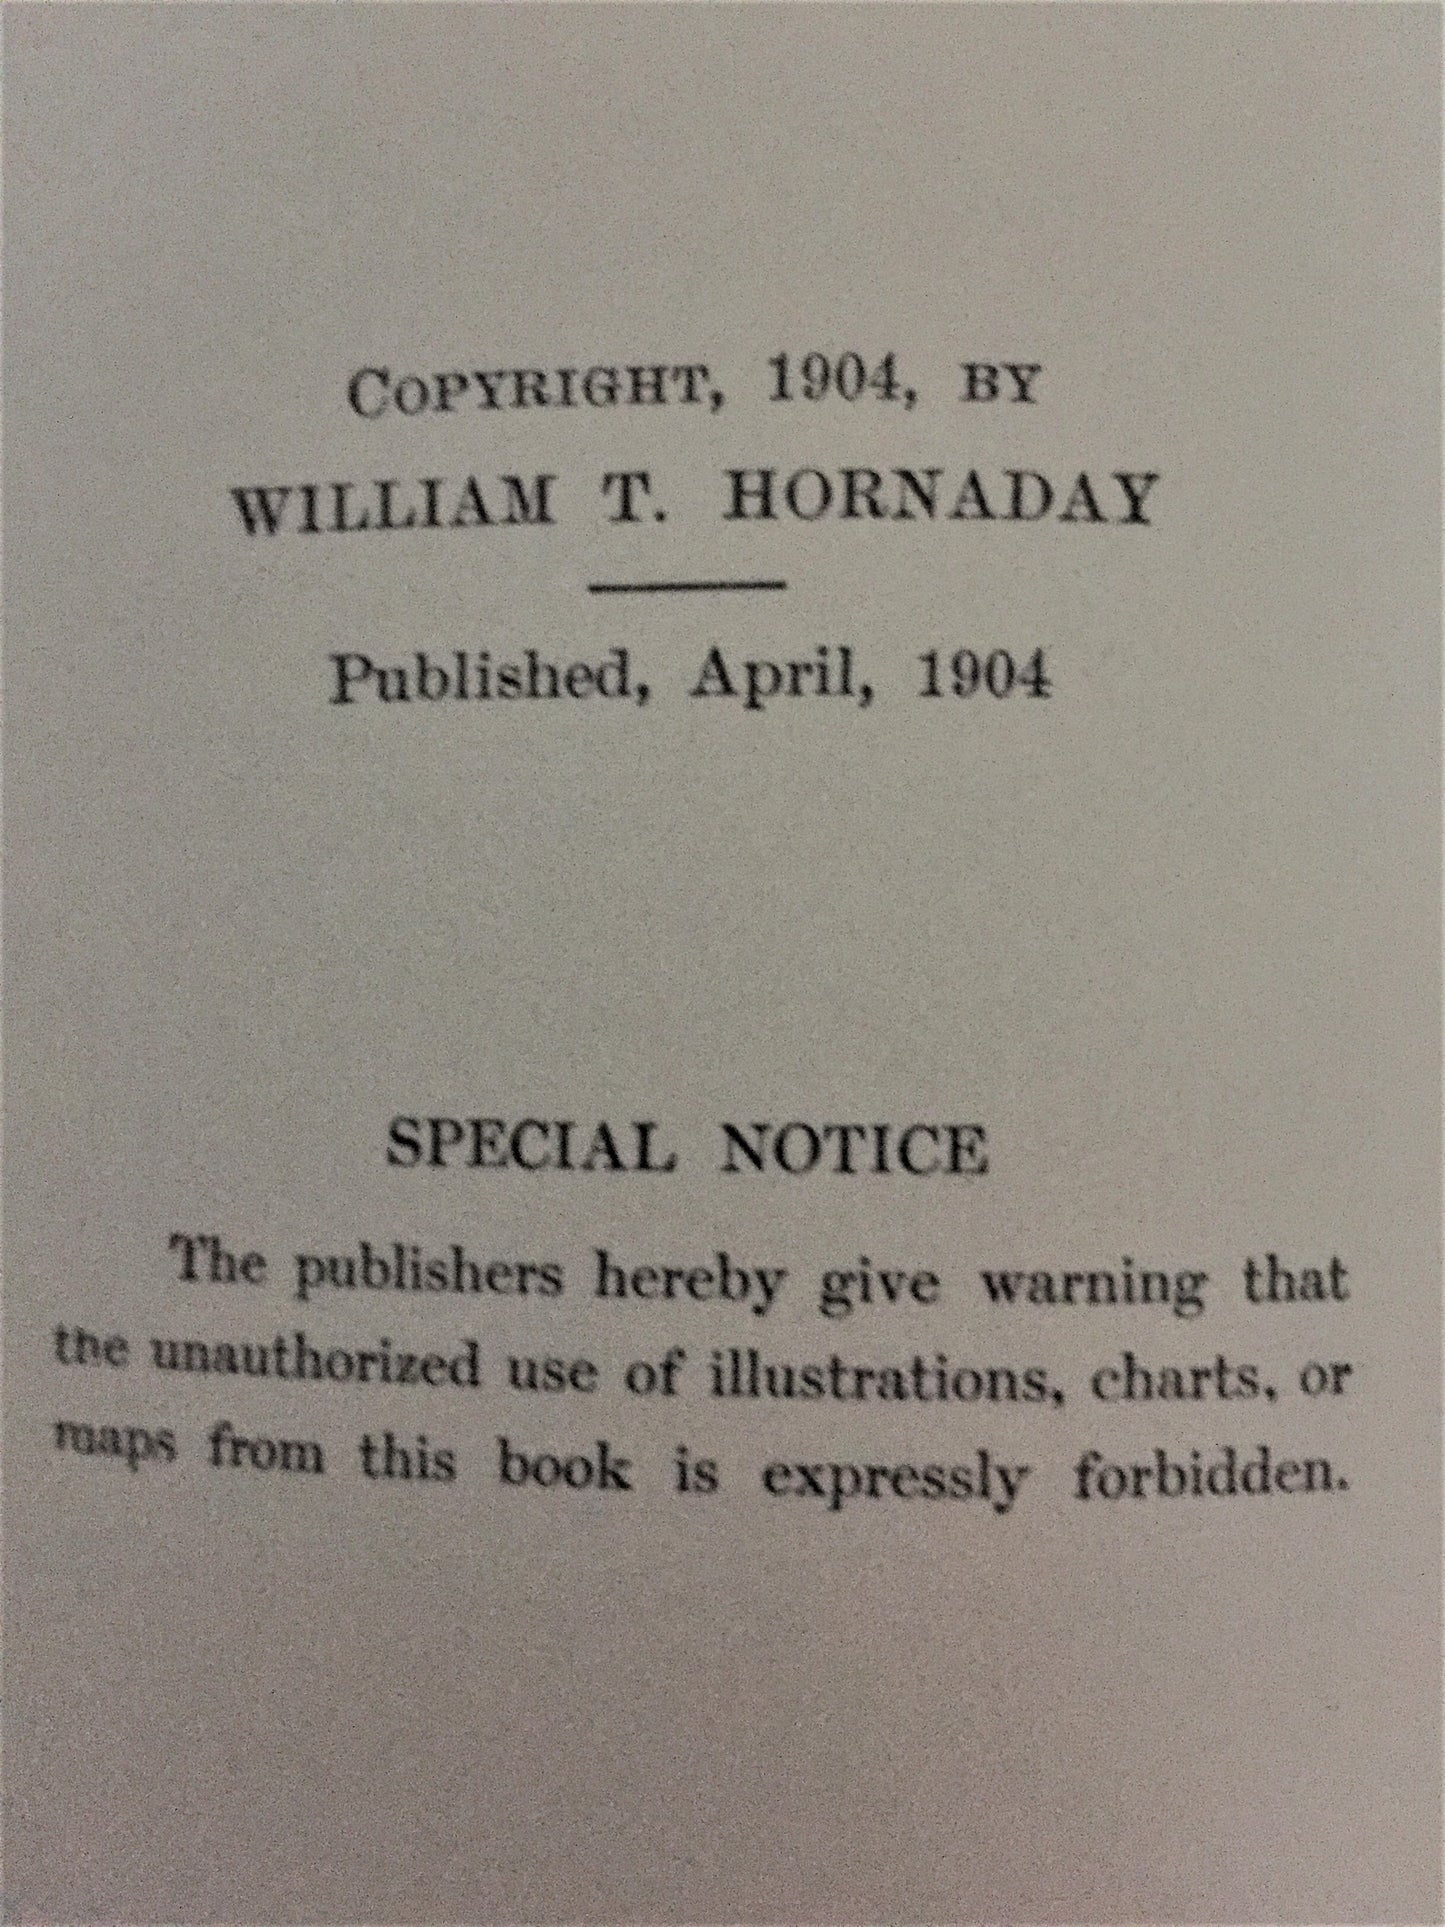 COPYRIGHT, 1904, BY
WILLIAM T. HORNADAY
Published, April, 1904
SPECIAL NOTICE
The publishers hereby give warning that
the unauthorized use of illustrations, charts, or
maps from this book is expressly forbidden.